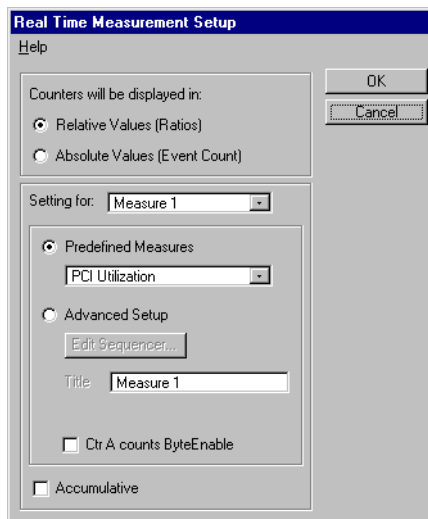 Real Time Measurement Setup
Help
Counters will be displayed in:
Relative Values (Ratios)
Absolute Values (Event Count)
OK
Cancel
Setting for: Measure 1
Predefined Measures
PCI Utilization
Advanced Setup
Edit Sequencer...
Title Measure 1
Ctr A counts ByteEnable
Accumulative